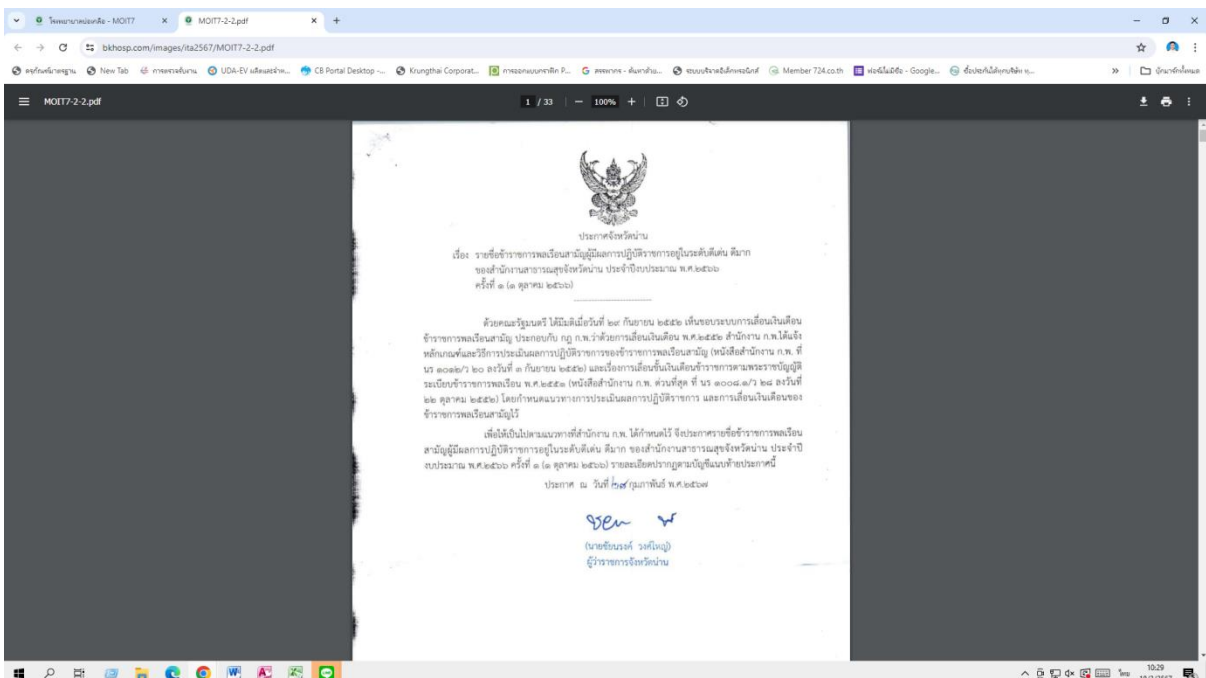 โรงพยาบาลบ่อเกลือ - MOIT7
MOIT7-2-2.pdf
bkhosp.com/images/ita2567/MOIT7-2-2.pdf
New Tab
CB Portal Desktop -...
Krungthai Corporat...
Member 724.co.th
MOIT7-2-2.pdf
1 / 33
100%
ประกาศจังหวัดน่าน
เรื่อง รายชื่อข้าราชการพลเรือนสามัญผู้มีผลการปฏิบัติราชการอยู่ในระดับดีเด่น ดีมาก
ของสำนักงานสาธารณสุขจังหวัดน่าน ประจำปีงบประมาณ พ.ศ.๒๕๖๖
ครั้งที่ ๑ (๑ ตุลาคม ๒๕๖๖)
ด้วยคณะรัฐมนตรี ได้มีมติเมื่อวันที่ ๒๙ กันยายน ๒๕๕๒ เห็นชอบระบบการเลื่อนเงินเดือน
ข้าราชการพลเรือนสามัญ ประกอบกับ กฎ ก.พ.ว่าด้วยการเลื่อนเงินเดือน พ.ศ.๒๕๕๒ สำนักงาน ก.พ.ได้แจ้ง
หลักเกณฑ์และวิธีการประเมินผลการปฏิบัติราชการของข้าราชการพลเรือนสามัญ (หนังสือสำนักงาน ก.พ. ที่
นร ๑๐๑๒/ว ๒๐ ลงวันที่ ๓ กันยายน ๒๕๕๒) และเรื่องการเลื่อนขั้นเงินเดือนข้าราชการตามพระราชบัญญัติ
ระเบียบข้าราชการพลเรือน พ.ศ.๒๕๕๑ (หนังสือสำนักงาน ก.พ. ด่วนที่สุด ที่ นร ๑๐๐๘.๑/ว ๒๘ ลงวันที่
๒๒ ตุลาคม ๒๕๕๒) โดยกำหนดแนวทางการประเมินผลการปฏิบัติราชการ และการเลื่อนเงินเดือนของ
ข้าราชการพลเรือนสามัญไว้
เพื่อให้เป็นไปตามแนวทางที่สำนักงาน ก.พ. ได้กำหนดไว้ จึงประกาศรายชื่อข้าราชการพลเรือน
สามัญผู้มีผลการปฏิบัติราชการอยู่ในระดับดีเด่น ดีมาก ของสำนักงานสาธารณสุขจังหวัดน่าน ประจำปี
งบประมาณ พ.ศ.๒๕๖๖ ครั้งที่ ๑ (๑ ตุลาคม ๒๕๖๖) รายละเอียดปรากฏตามบัญชีแนบท้ายประกาศนี้
ประกาศ ณ วันที่ กุมภาพันธ์ พ.ศ.๒๕๖๗
(นายชัยนรงค์ วงศ์ใหญ่)
ผู้ว่าราชการจังหวัดน่าน
ไทย
10:29